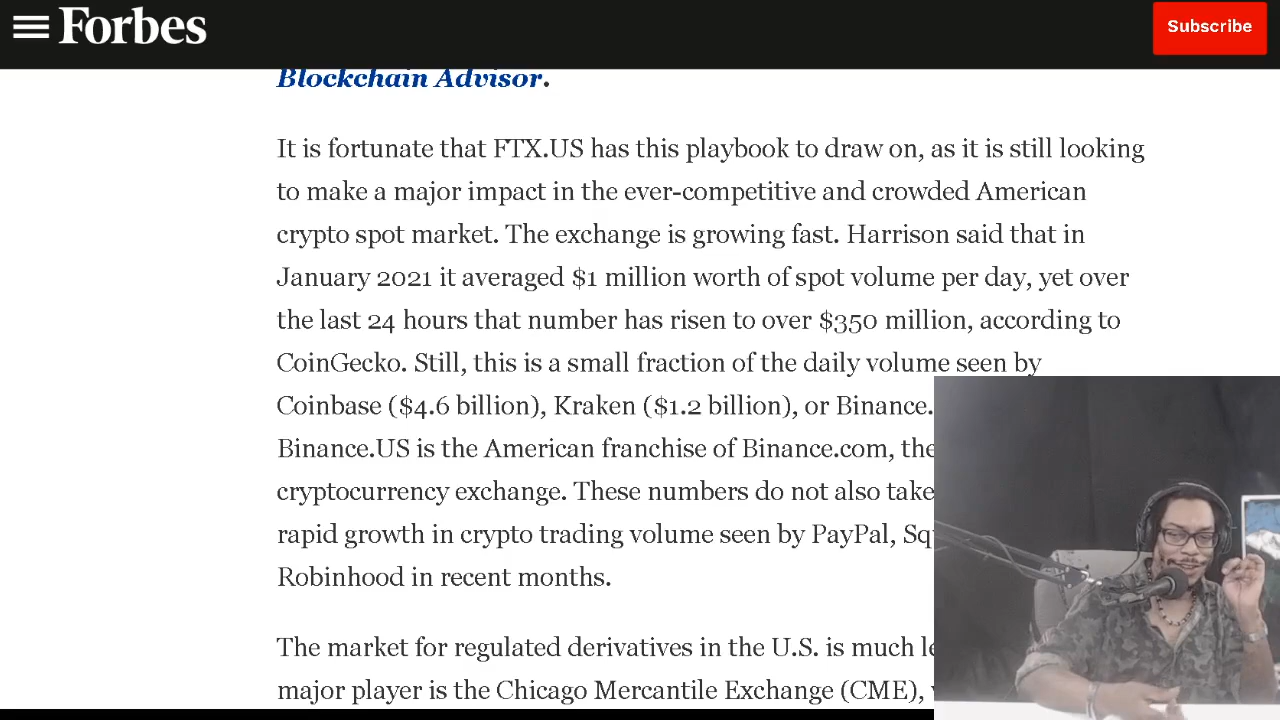 Forbes
Subscribe
Blockchain Advisor.
It is fortunate that FTX.US has this playbook to draw on, as it is still looking
to make a major impact in the ever-competitive and crowded American
crypto spot market. The exchange is growing fast. Harrison said that in
January 2021 it averaged $1 million worth of spot volume per day, yet over
the last 24 hours that number has risen to over $350 million, according to
CoinGecko. Still, this is a small fraction of the daily volume seen by
Coinbase ($4.6 billion), Kraken ($1.2 billion), or Binance.
Binance.US is the American franchise of Binance.com, the
cryptocurrency exchange. These numbers do not also take
rapid growth in crypto trading volume seen by PayPal,
Robinhood in recent months.
The market for regulated derivatives in the U.S. is much
major player is the Chicago Mercantile Exchange (CME),